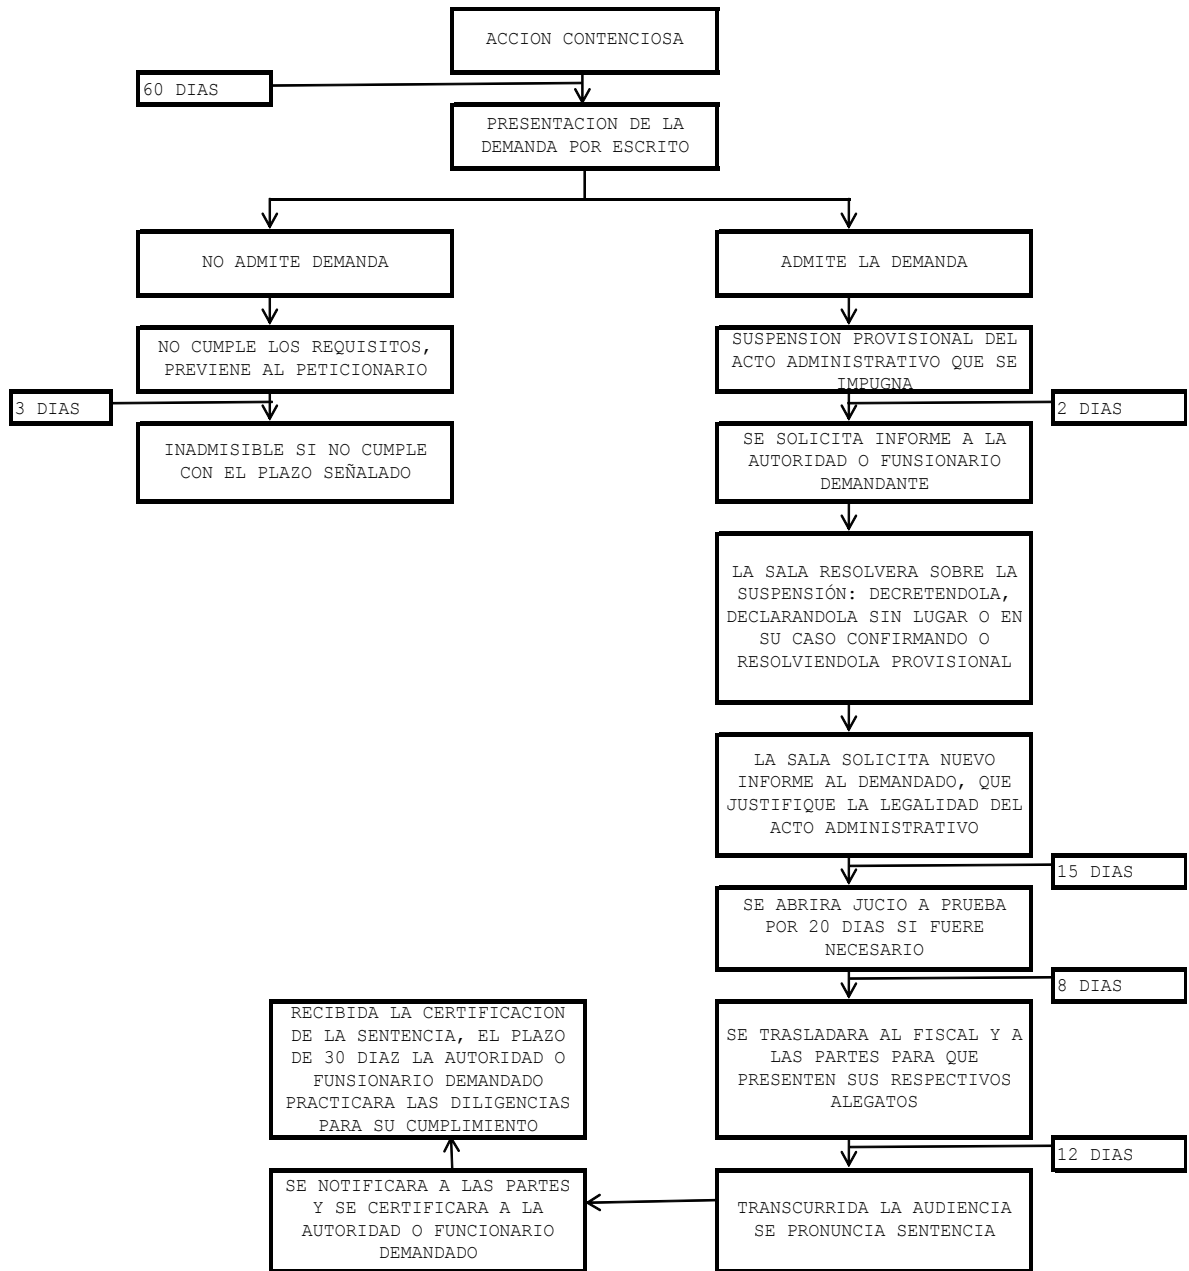 ACCION CONTENCIOSA
60 DIAS
PRESENTACION DE LA
DEMANDA POR ESCRITO
NO ADMITE DEMANDA
ADMITE LA DEMANDA
NO CUMPLE LOS REQUISITOS,
PREVIENE AL PETICIONARIO
SUSPENSION PROVISIONAL DEL
ACTO ADMINISTRATIVO QUE SE
IMPUGNA
3 DIAS
2 DIAS
INADMISIBLE SI NO CUMPLE
CON EL PLAZO SEÑALADO
SE SOLICITA INFORME A LA
AUTORIDAD O FUNSIONARIO
DEMANDANTE
LA SALA RESOLVERA SOBRE LA
SUSPENSIÓN: DECRETENDOLA,
DECLARANDOLA SIN LUGAR O EN
SU CASO CONFIRMANDO O
RESOLVIENDOLA PROVISIONAL
LA SALA SOLICITA NUEVO
INFORME AL DEMANDADO, QUE
JUSTIFIQUE LA LEGALIDAD DEL
ACTO ADMINISTRATIVO
15 DIAS
SE ABRIRA JUCIO A PRUEBA
POR 20 DIAS SI FUERE
NECESARIO
8 DIAS
SE TRASLADARA AL FISCAL Y A
LAS PARTES PARA QUE
PRESENTEN SUS RESPECTIVOS
ALEGATOS
12 DIAS
TRANSCURRIDA LA AUDIENCIA
SE PRONUNCIA SENTENCIA
SE NOTIFICARA A LAS PARTES
Y SE CERTIFICARA A LA
AUTORIDAD O FUNCIONARIO
DEMANDADO
RECIBIDA LA CERTIFICACION
DE LA SENTENCIA, EL PLAZO
DE 30 DIAZ LA AUTORIDAD O
FUNSIONARIO DEMANDADO
PRACTICARA LAS DILIGENCIAS
PARA SU CUMPLIMIENTO